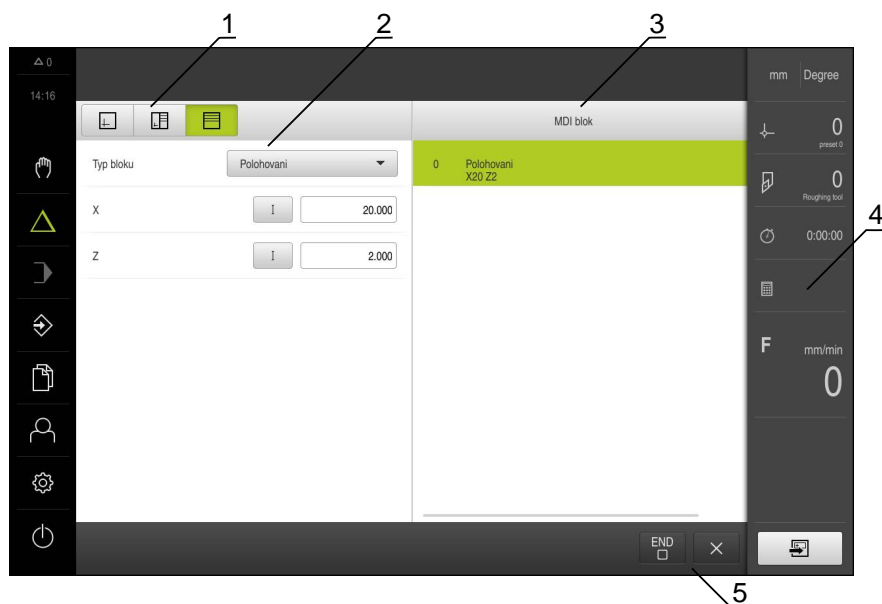 1
2
3
0
14:16
mm Degree
MDI blok
0
preset 0
Typ bloku
Polohovani
0 Polohovani
X20 Z2
0
Roughing tool
X
I
20.000
4
0:00:00
Z
I
2.000
F mm/min
0
END
5